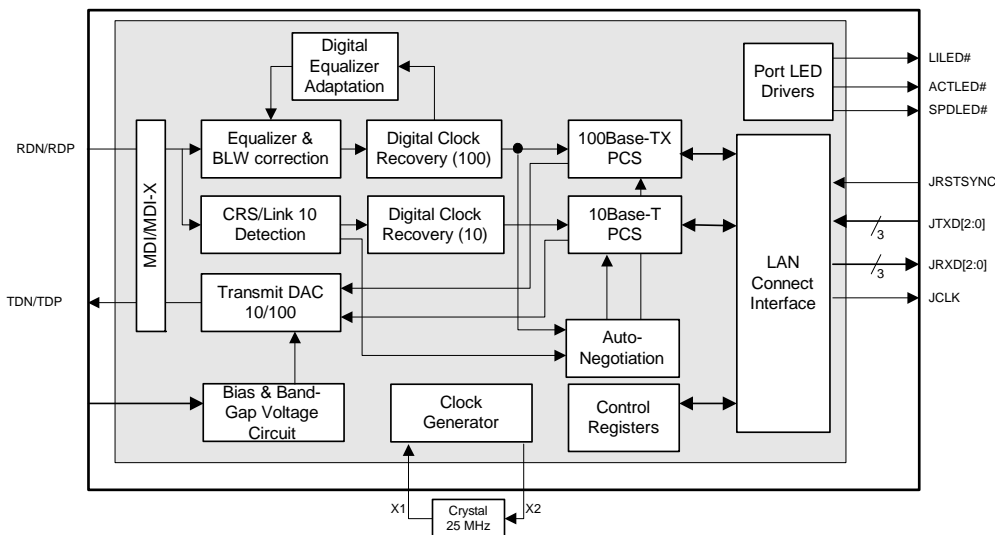 Digital
Equalizer
Adaptation
Port LED
Drivers
LILED#
ACTLED#
SPDLED#
RDN/RDP
MDI/MDI-X
Equalizer &
BLW correction
Digital Clock
Recovery (100)
100Base-TX
PCS
JRSTSYNC
CRS/Link 10
Detection
Digital Clock
Recovery (10)
10Base-T
PCS
LAN
Connect
Interface
JTXD[2:0]
3
JRXD[2:0]
3
JCLK
TDN/TDP
Transmit DAC
10/100
Auto-
Negotiation
Bias & Band-
Gap Voltage
Circuit
Clock
Generator
Control
Registers
X1
Crystal
25 MHz
X2